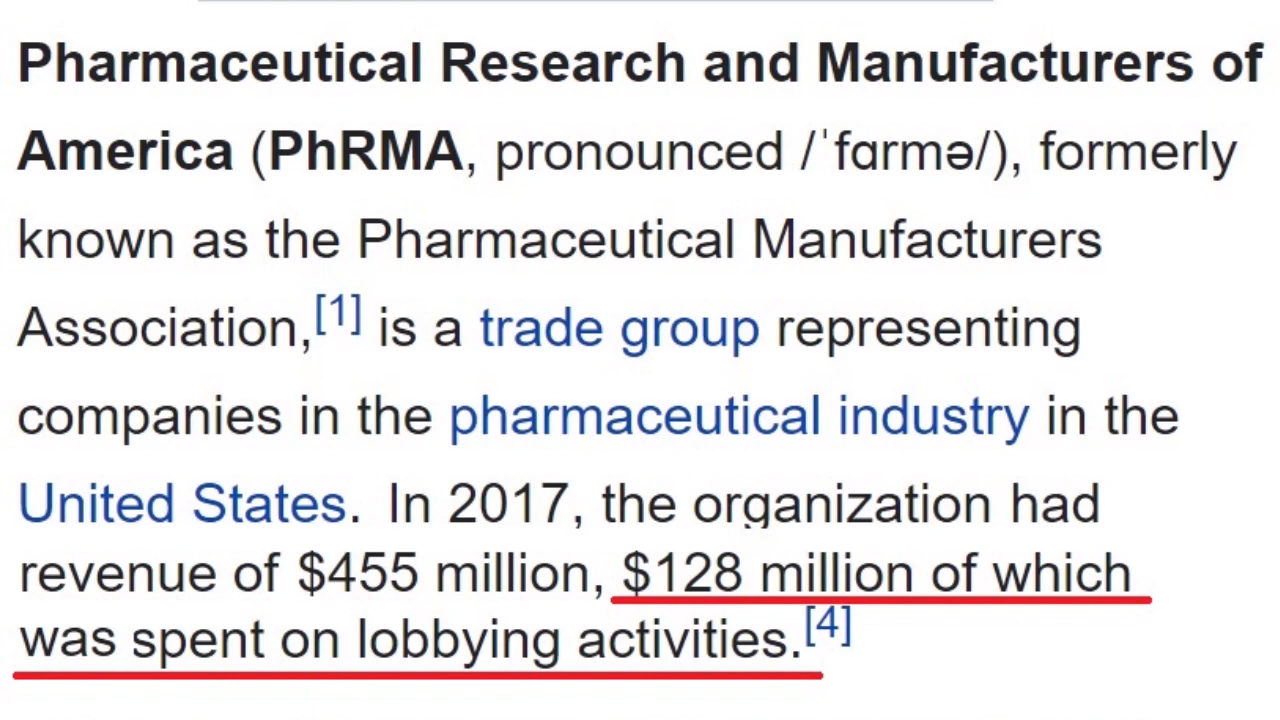 Pharmaceutical Research and Manufacturers of
America (PhRMA, pronounced /ˈfɑrmə/), formerly
known as the Pharmaceutical Manufacturers
Association,[1] is a trade group representing
companies in the pharmaceutical industry in the
United States. In 2017, the organization had
revenue of $455 million, $128 million of which
was spent on lobbying activities.[4]